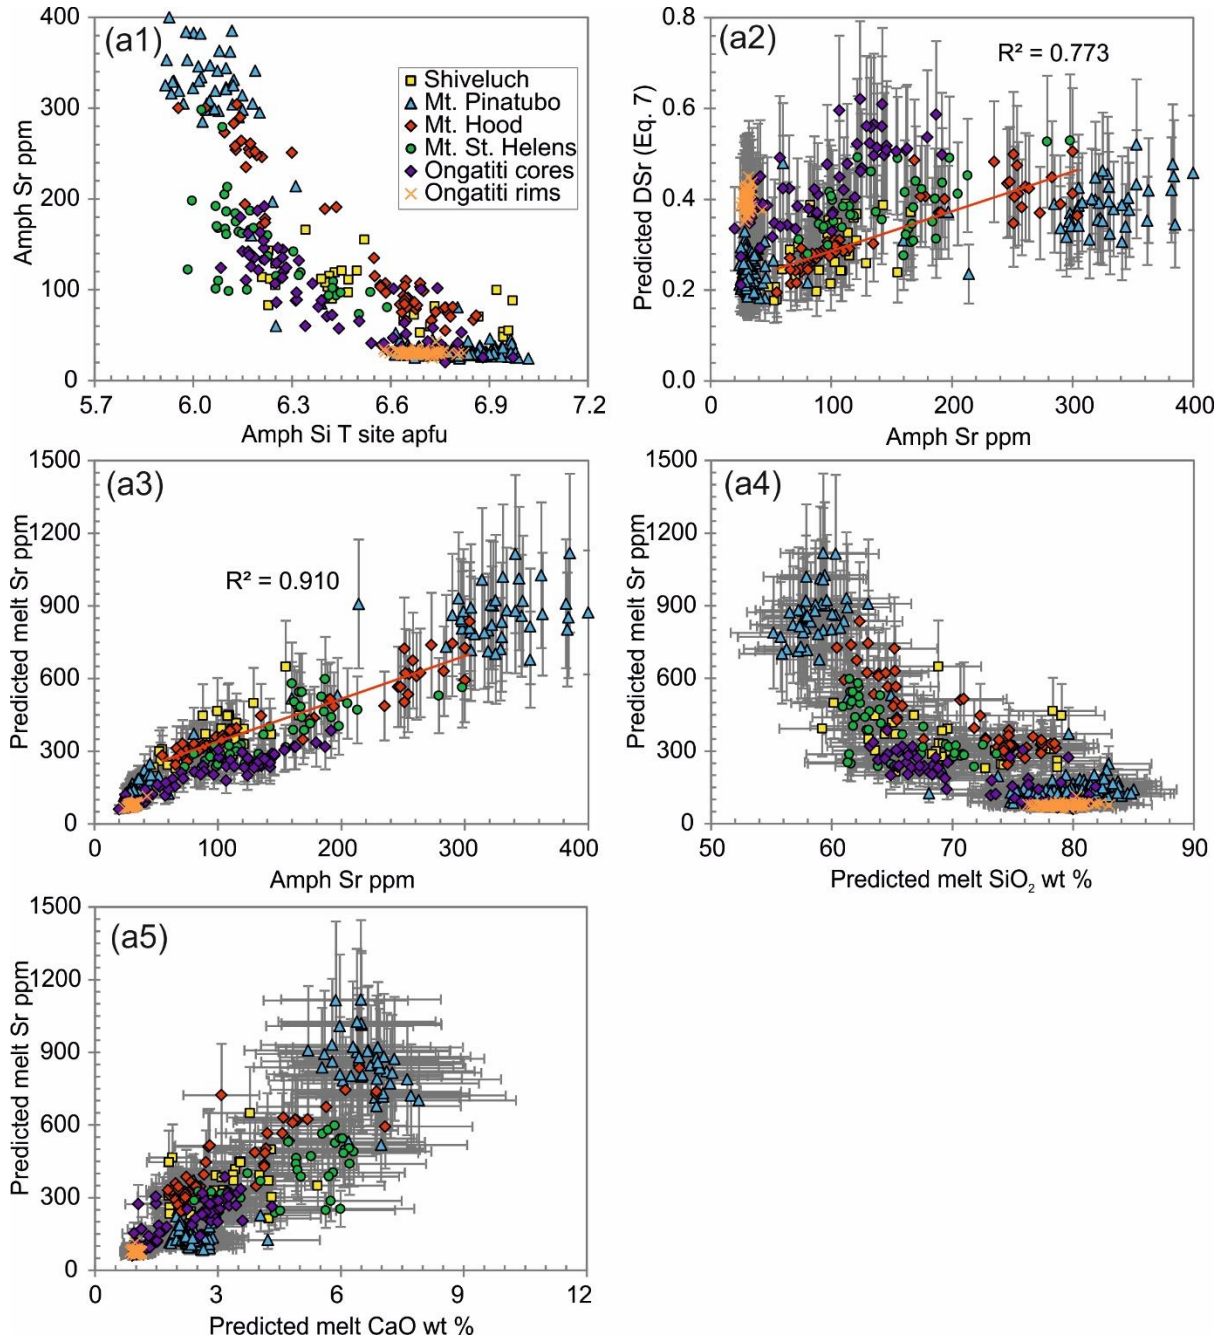 (a1)
400
300
200
100
0
Amph Sr ppm
5.7
6.0
6.3
6.6
6.9
7.2
Amph Si T site apfu
Shiveluch
Mt. Pinatubo
Mt. Hood
Mt. St. Helens
Ongatiti cores
Ongatiti rims
(a2)
R² = 0.773
0.8
0.6
0.4
0.2
0.0
Predicted DSr (Eq. 7)
0
100
200
300
400
Amph Sr ppm
(a3)
R² = 0.910
1500
1200
900
600
300
0
Predicted melt Sr ppm
0
100
200
300
400
Amph Sr ppm
(a4)
1500
1200
900
600
300
0
Predicted melt Sr ppm
50
60
70
80
90
Predicted melt SiO₂ wt %
(a5)
1500
1200
900
600
300
0
Predicted melt Sr ppm
0
3
6
9
12
Predicted melt CaO wt %